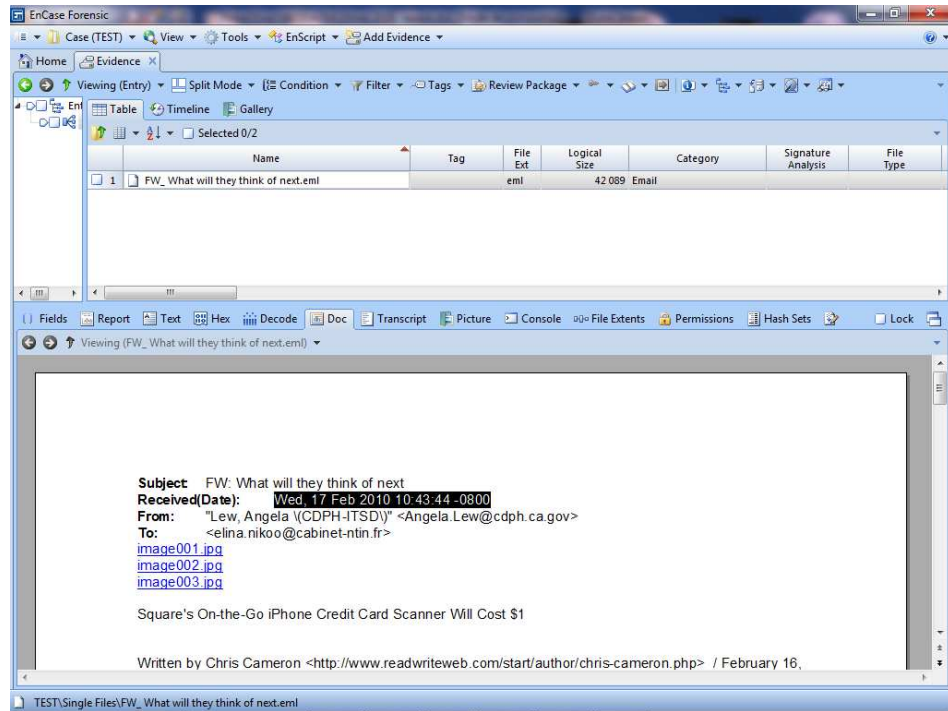 EnCase Forensic
Case (TEST) View Tools EnScript Add Evidence
Home Evidence
Viewing (Entry) Split Mode Condition Filter Tags Review Package
Ent Table Timeline Gallery
Selected 0/2
Name Tag File Ext Logical Size Category Signature Analysis File Type
1 FW_ What will they think of next.eml eml 42 089 Email
Fields Report Text Hex Decode Doc Transcript Picture Console File Extents Permissions Hash Sets Lock
Viewing (FW_ What will they think of next.eml)
Subject: FW: What will they think of next
Received(Date): Wed, 17 Feb 2010 10:43:44 -0800
From: "Lew, Angela \(CDPH-ITSD\)" <Angela.Lew@cdph.ca.gov>
To: <elina.nikoo@cabinet-ntin.fr>
image001.jpg
image002.jpg
image003.jpg
Square's On-the-Go iPhone Credit Card Scanner Will Cost $1
Written by Chris Cameron <http://www.readwriteweb.com/start/author/chris-cameron.php> / February 16,
TEST\Single Files\FW_ What will they think of next.eml